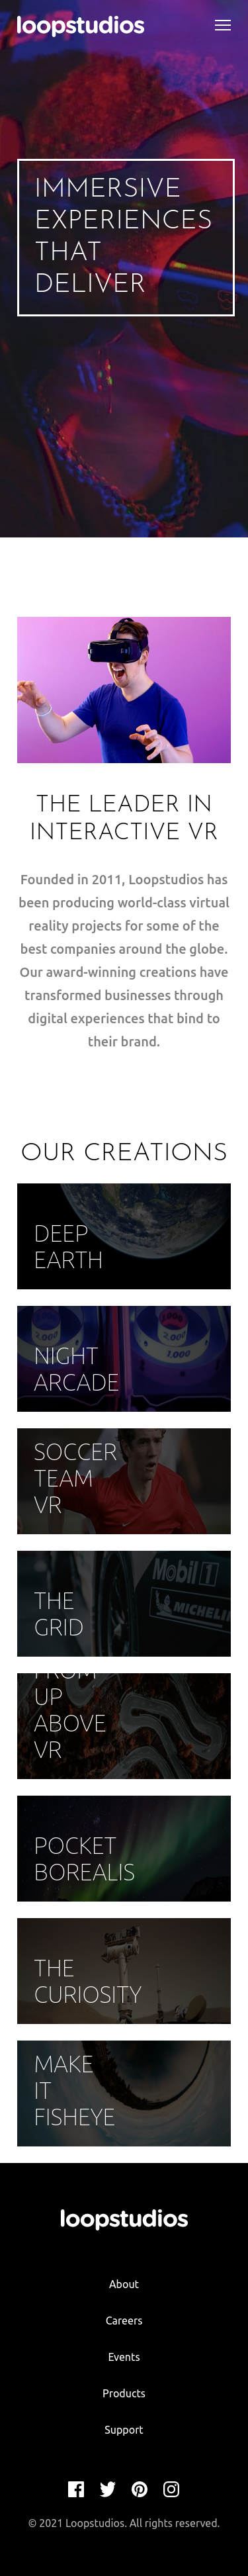 loopstudios
IMMERSIVE
EXPERIENCES
THAT
DELIVER
THE LEADER IN
INTERACTIVE VR
Founded in 2011, Loopstudios has
been producing world-class virtual
reality projects for some of the
best companies around the globe.
Our award-winning creations have
transformed businesses through
digital experiences that bind to
their brand.
OUR CREATIONS
DEEP
EARTH
NIGHT
ARCADE
SOCCER
TEAM
VR
THE
GRID
FROM
UP
ABOVE
VR
POCKET
BOREALIS
THE
CURIOSITY
MAKE
IT
FISHEYE
loopstudios
About
Careers
Events
Products
Support
© 2021 Loopstudios. All rights reserved.